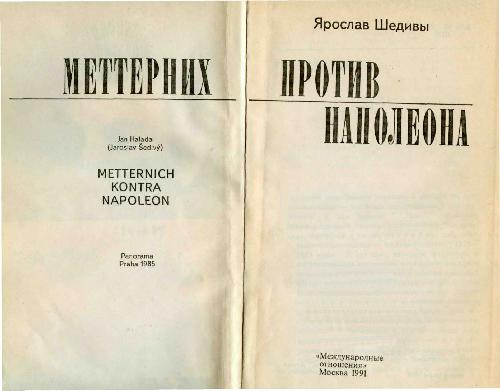 МЕТТЕРНИХ
Jan Halada
(Jaroslav Šedivý)
METTERNICH
KONTRA
NAPOLEON
Panorama
Praha 1985
Ярослав Шедивы
ПРОТИВ
НАПОЛЕОНА
«Международные
отношения»
Москва 1991